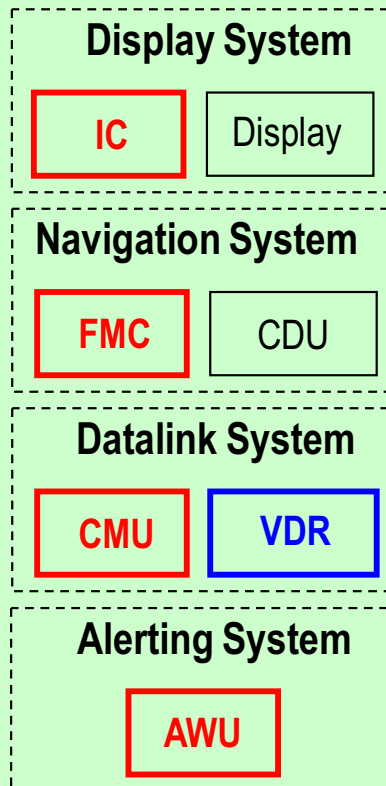 Display System
IC Display
Navigation System
FMC CDU
Datalink System
CMU VDR
Alerting System
AWU